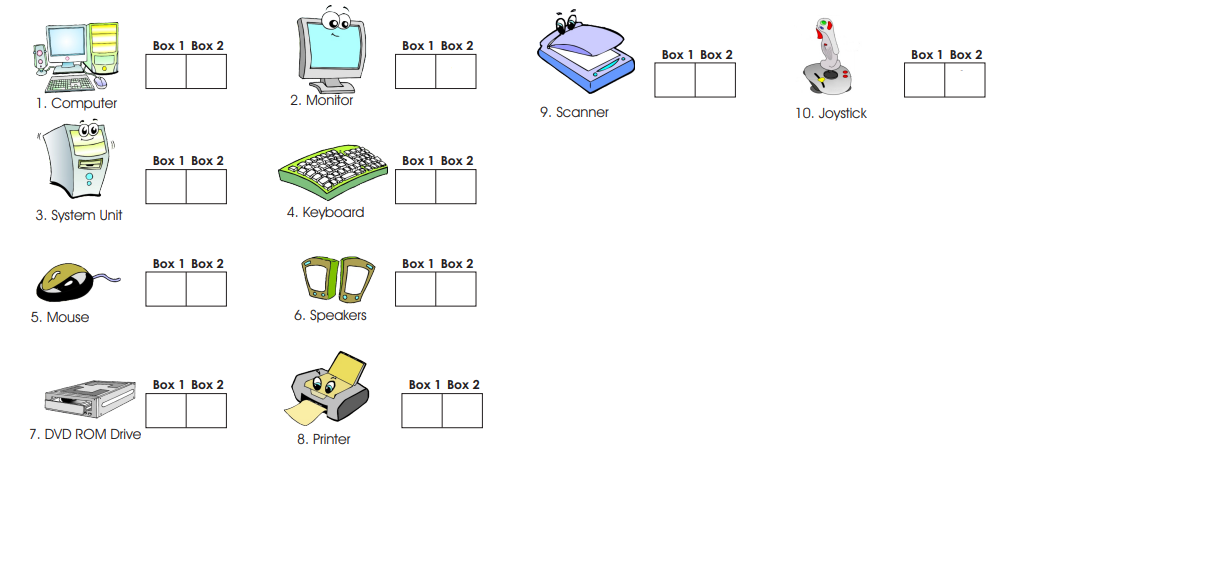 Box 1 Box 2
1. Computer
Box 1 Box 2
2. Monitor
Box 1 Box 2
9. Scanner
Box 1 Box 2
10. Joystick
Box 1 Box 2
3. System Unit
Box 1 Box 2
4. Keyboard
Box 1 Box 2
5. Mouse
Box 1 Box 2
6. Speakers
Box 1 Box 2
7. DVD ROM Drive
Box 1 Box 2
8. Printer